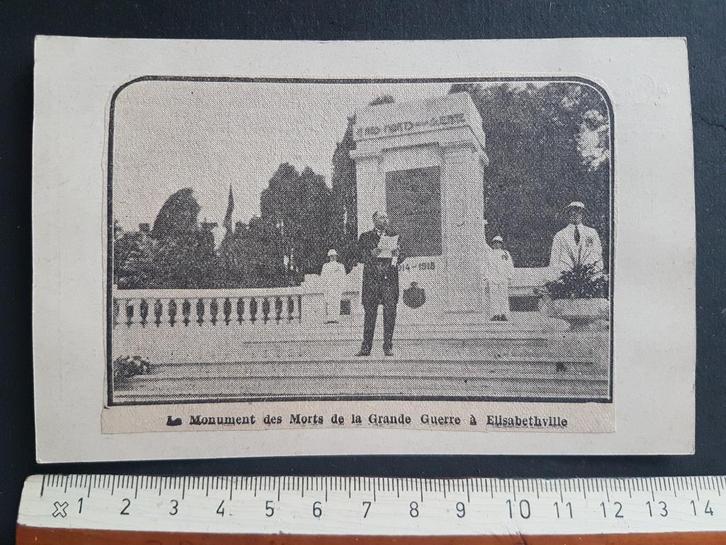 14-1918
Le Monument des Morts de la Grande Guerre à Elisabethville
1 2 3 4 5 6 7 8 9 10 11 12 13 14